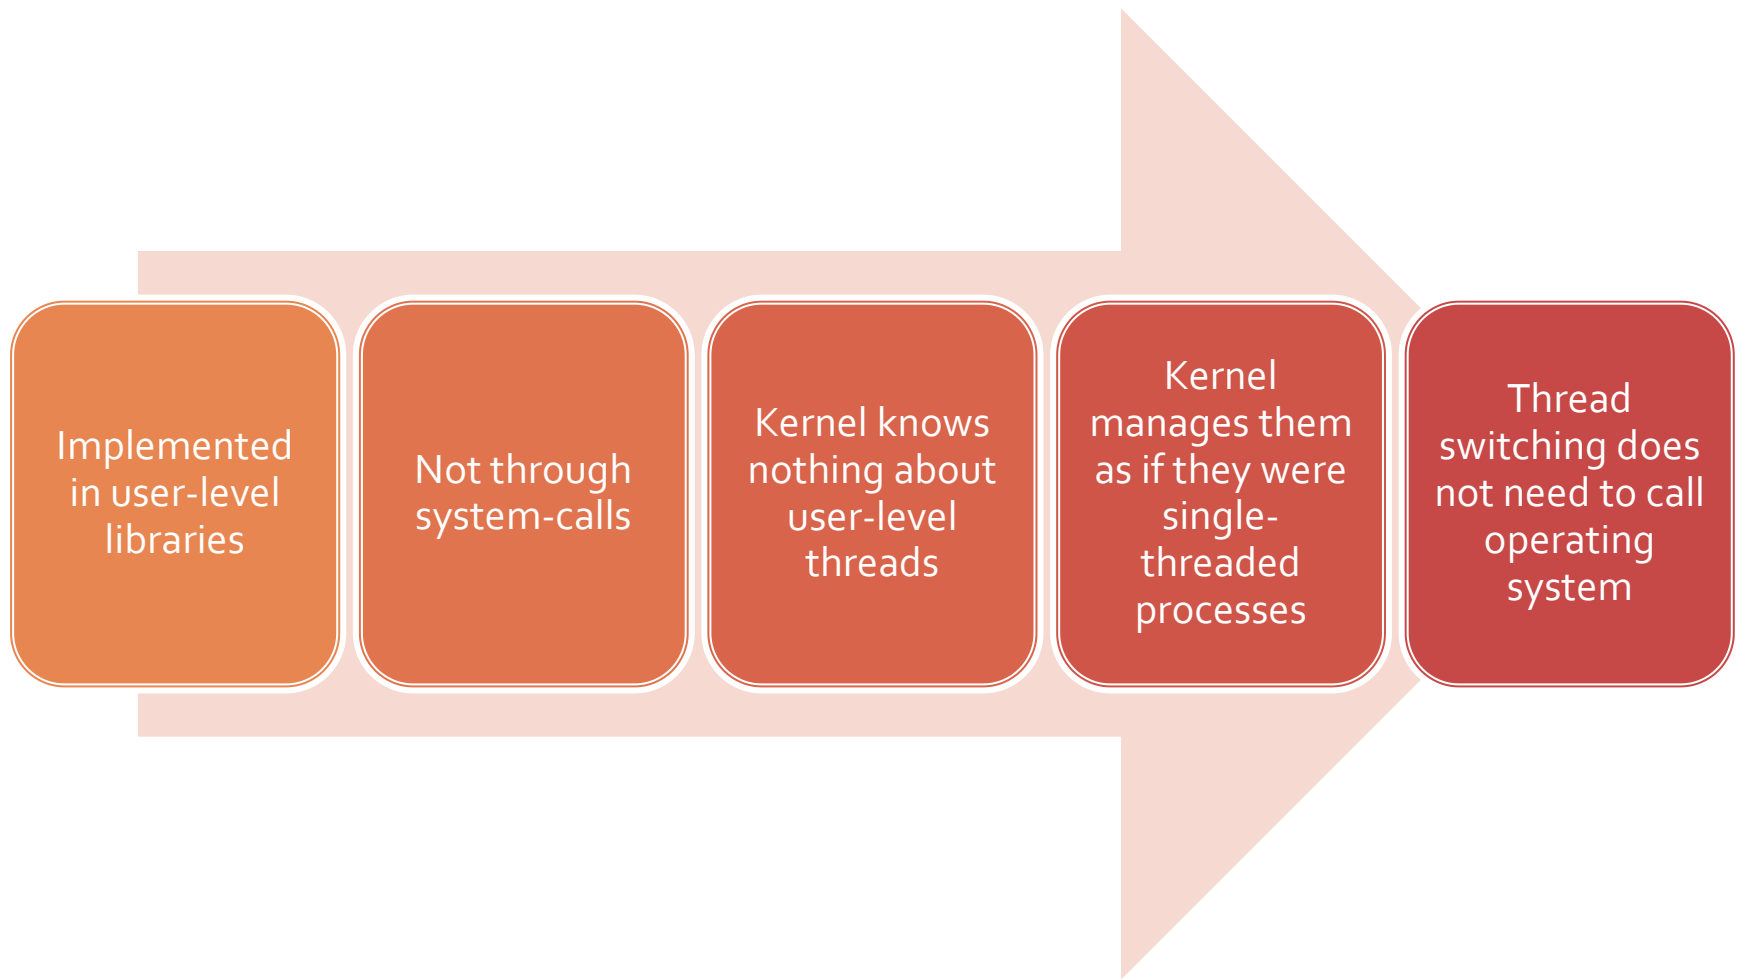 Implemented
in user-level
libraries
Not through
system-calls
Kernel knows
nothing about
user-level
threads
Kernel
manages them
as if they were
single-
threaded
processes
Thread
switching does
not need to call
operating
system